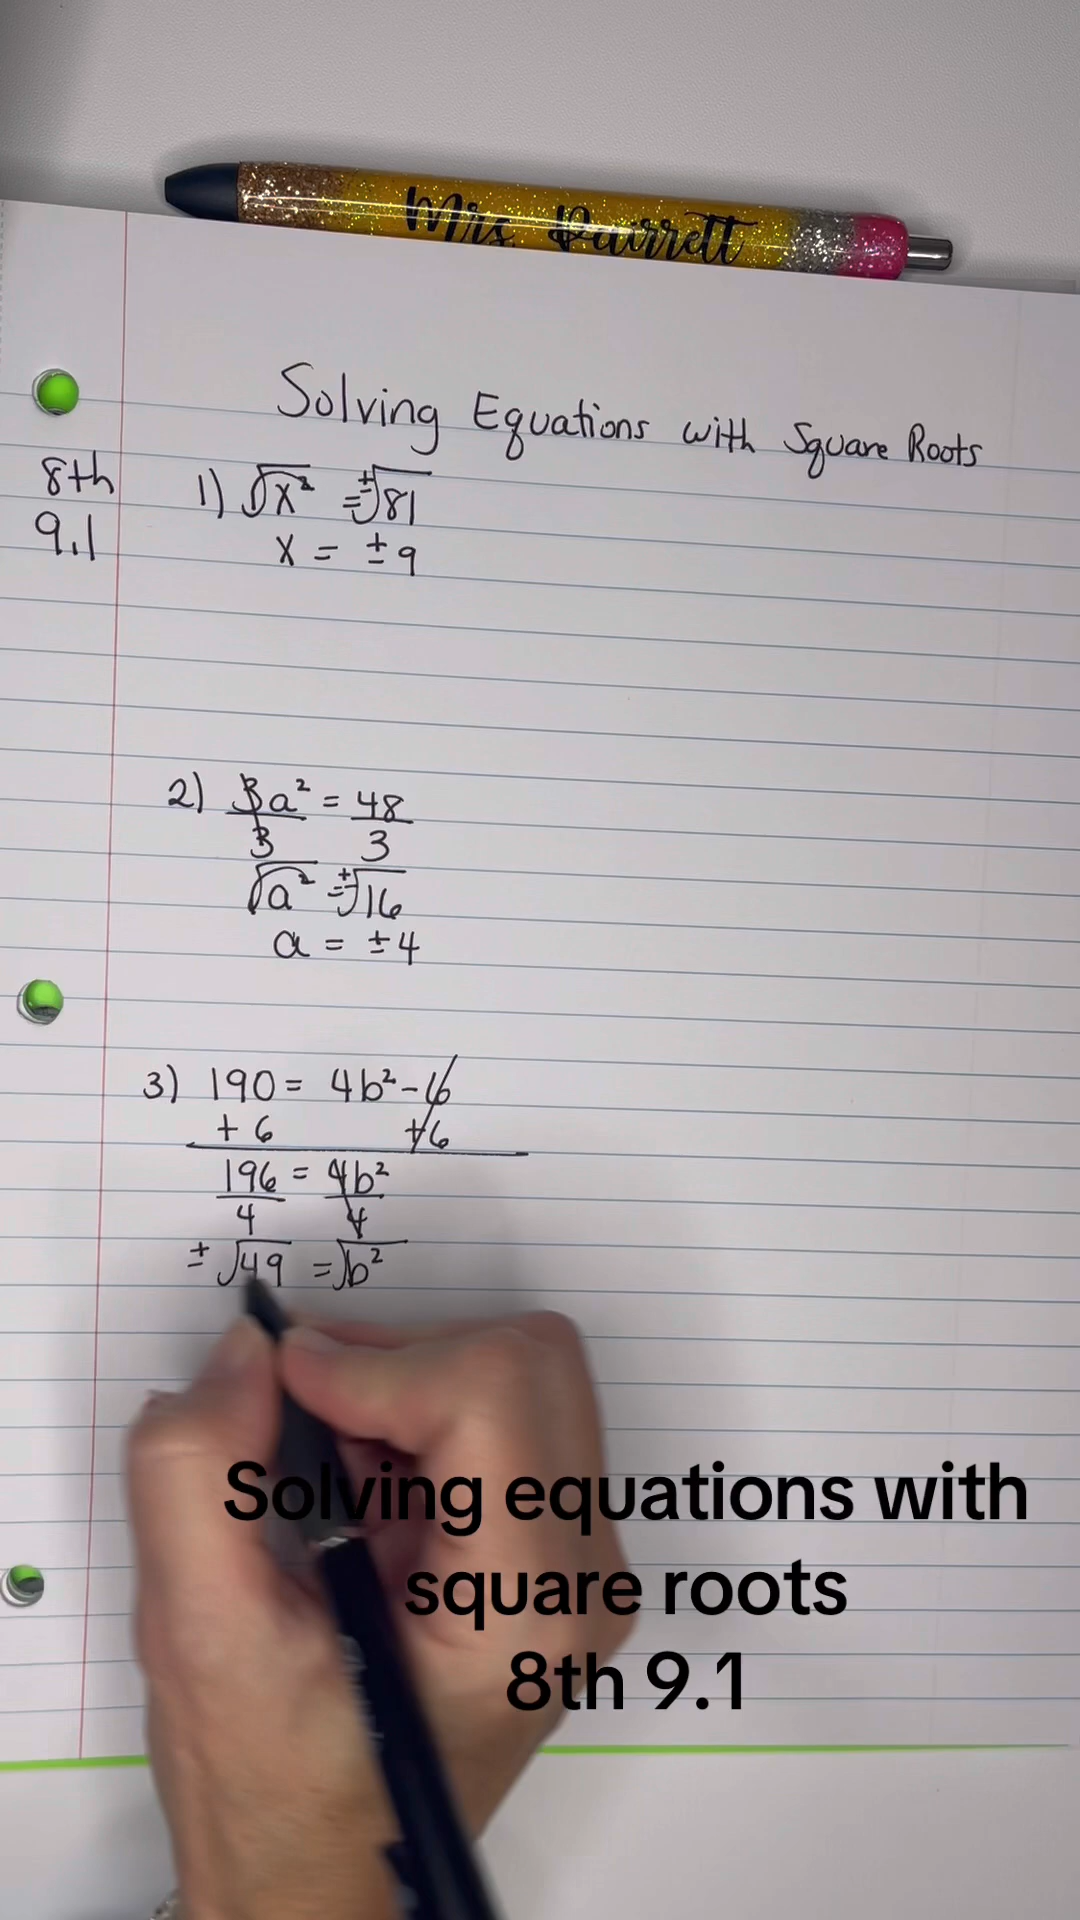 Mrs. Pairrett
Solving Equations with Square Roots
8th
9.1
1) √x² = ±√81
x = ± 9
2) 3a² = 48
3 3
√a² = ±√16
a = ±4
3) 190 = 4b² - 6
+ 6 +6
196 = 4b²
4 4
± √49 = √b²
Solving equations with
square roots
8th 9.1